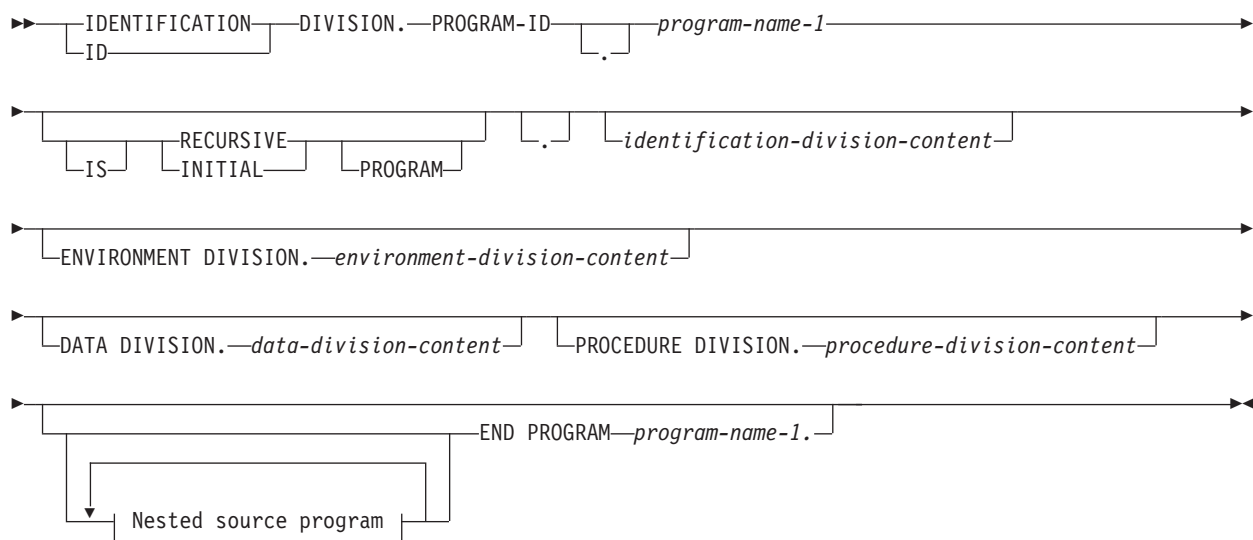 IDENTIFICATION DIVISION. PROGRAM-ID . program-name-1
ID
IS RECURSIVE PROGRAM . identification-division-content
INITIAL
ENVIRONMENT DIVISION. environment-division-content
DATA DIVISION. data-division-content PROCEDURE DIVISION. procedure-division-content
END PROGRAM program-name-1.
Nested source program